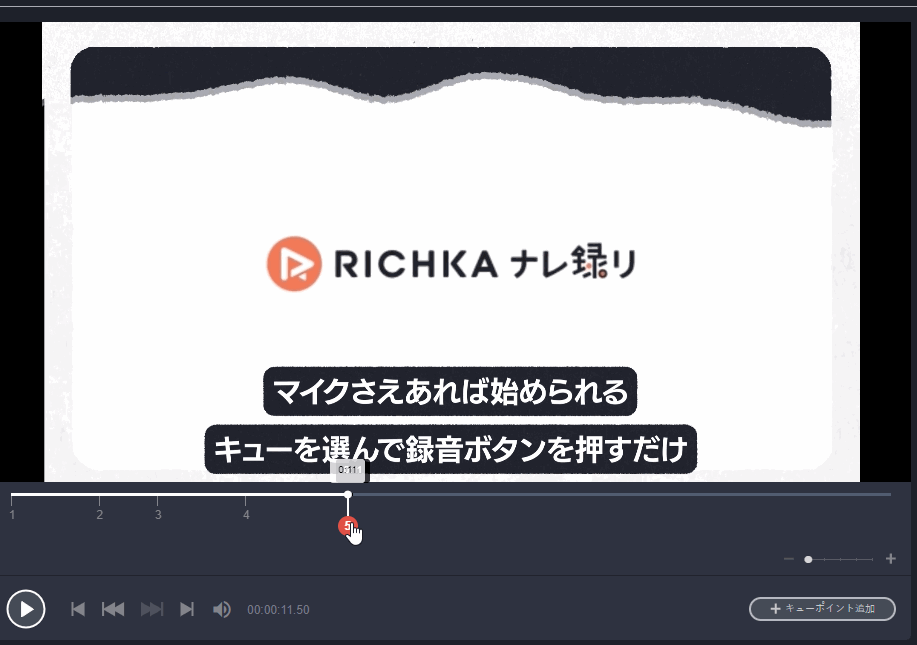 RICHKA ナレ録り
マイクさえあれば始められる
キューを選んで録音ボタンを押すだけ
0:11
1 2 3 4 5
00:00:11.50
+ キューポイント追加